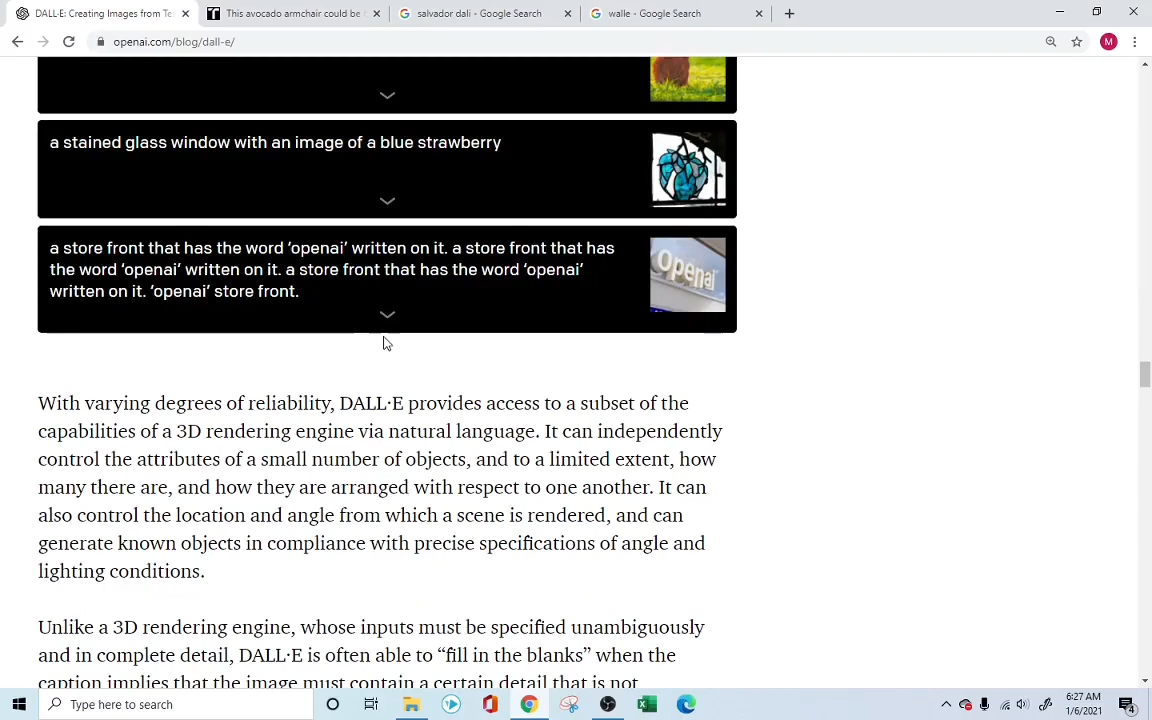 DALL·E: Creating Images from Te
This avocado armchair could be
salvador dali - Google Search
walle - Google Search
openai.com/blog/dall-e/
M
a stained glass window with an image of a blue strawberry
a store front that has the word ‘openai’ written on it. a store front that has
the word ‘openai’ written on it. a store front that has the word ‘openai’
written on it. ‘openai’ store front.
Openai
With varying degrees of reliability, DALL·E provides access to a subset of the
capabilities of a 3D rendering engine via natural language. It can independently
control the attributes of a small number of objects, and to a limited extent, how
many there are, and how they are arranged with respect to one another. It can
also control the location and angle from which a scene is rendered, and can
generate known objects in compliance with precise specifications of angle and
lighting conditions.
Unlike a 3D rendering engine, whose inputs must be specified unambiguously
and in complete detail, DALL·E is often able to “fill in the blanks” when the
caption implies that the image must contain a certain detail that is not
Type here to search
6:27 AM
1/6/2021
4